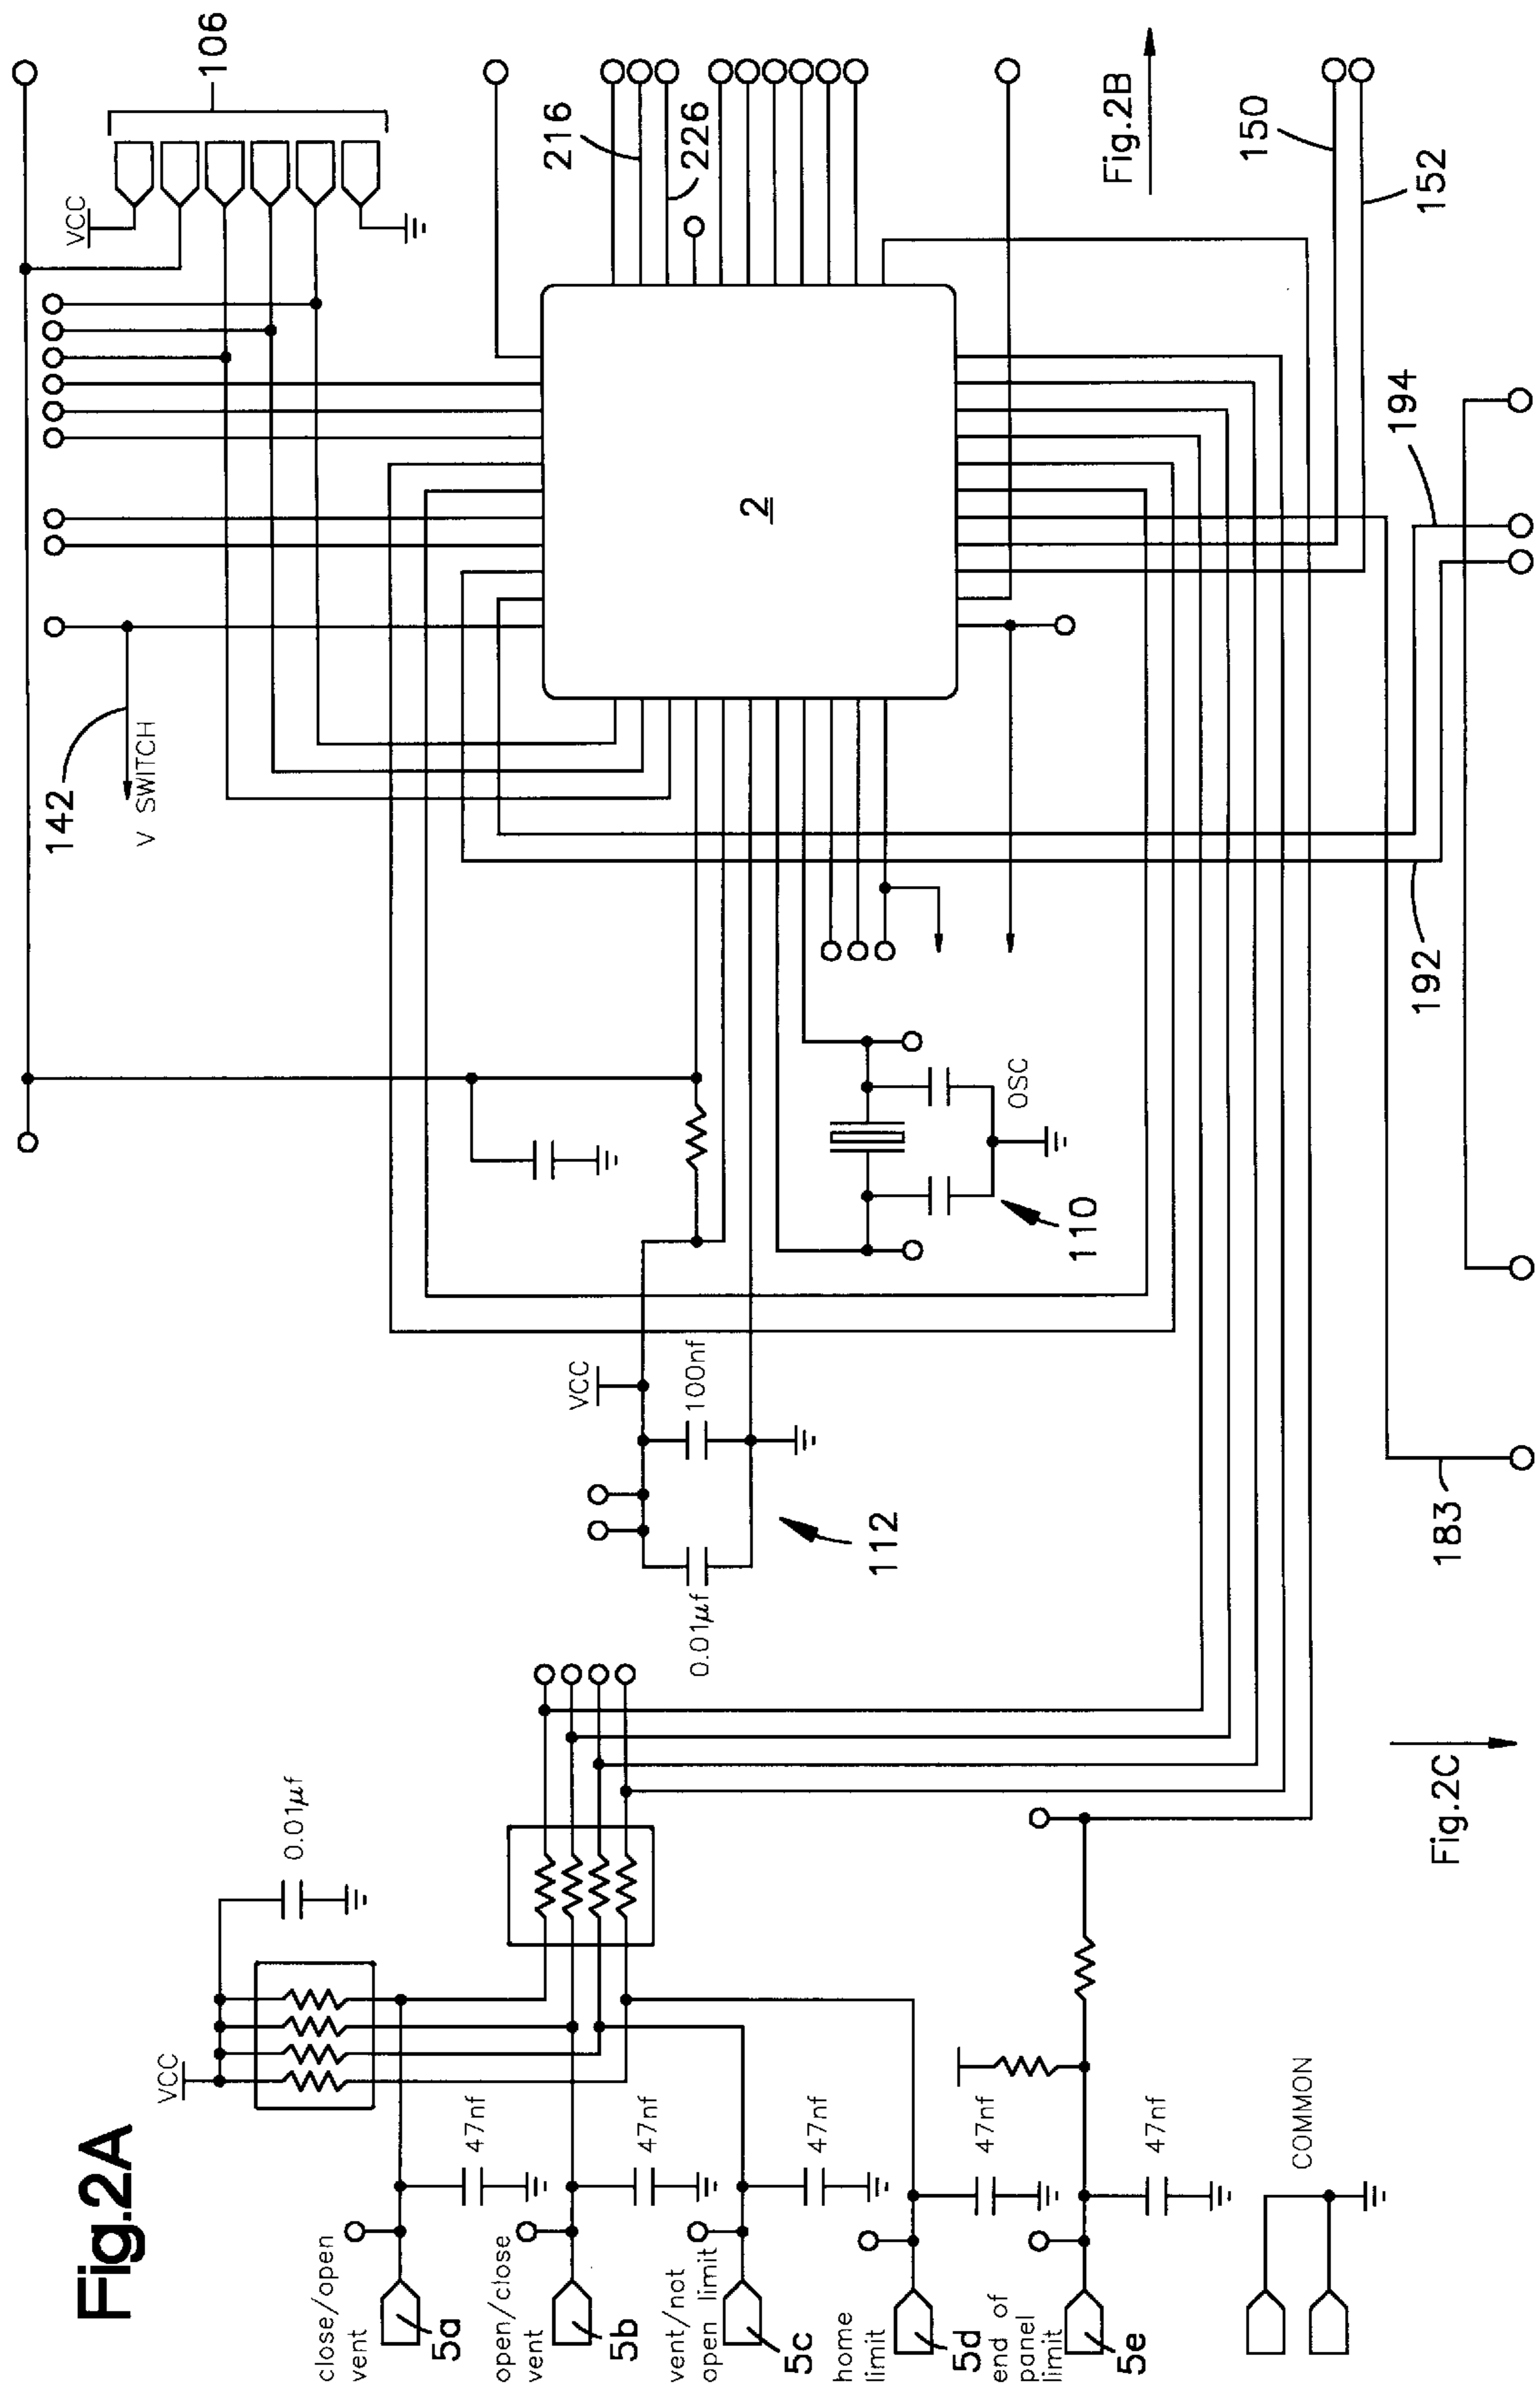 Fig.2A
VCC
0.01µf
close/open
vent
5a
47nf
open/close
vent
5b
47nf
vent/not
open limit
5c
47nf
home
limit
5d
47nf
end of
panel
limit
5e
47nf
COMMON
0.01µf
100nf
VCC
112
110
OSC
142
V SWITCH
VCC
106
2
216
226
Fig.2B
150
152
194
192
183
Fig.2C